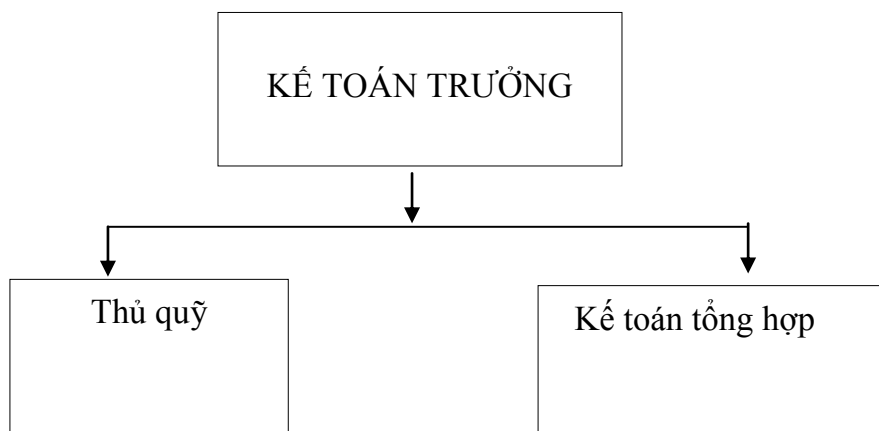 KẾ TOÁN TRƯỞNG
Thủ quỹ
Kế toán tổng hợp